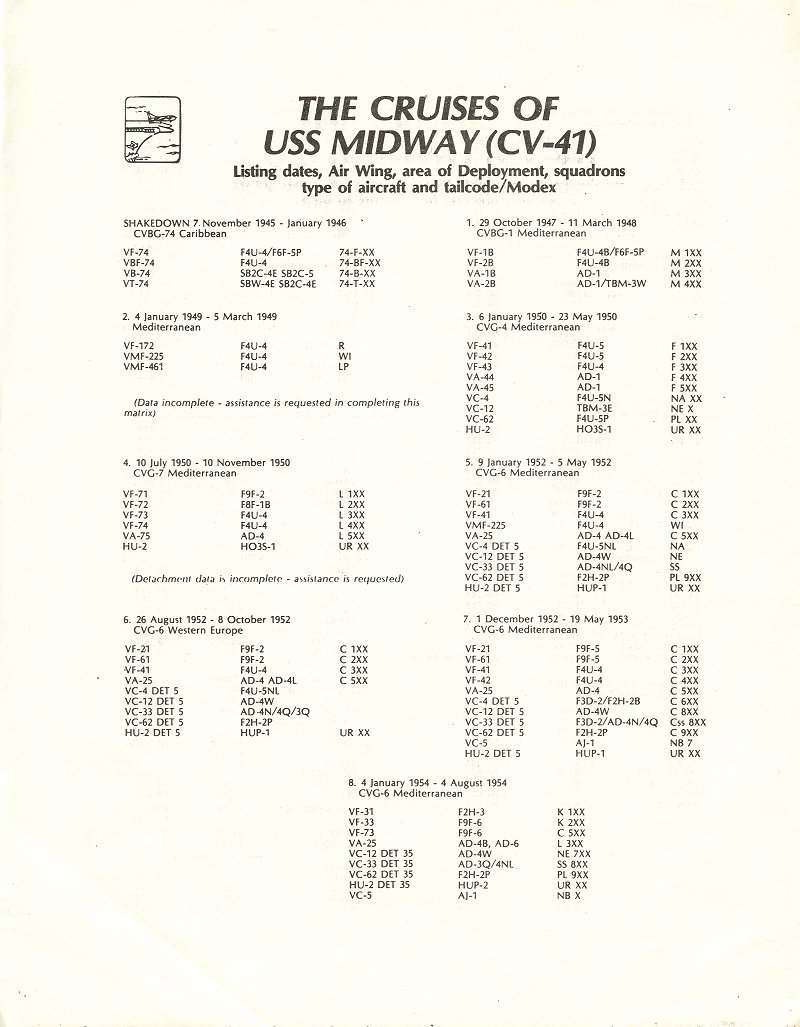 THE CRUISES OF
USS MIDWAY (CV-41)
Listing dates, Air Wing, area of Deployment, squadrons
type of aircraft and tailcode/Modex
SHAKEDOWN 7 November 1945 - January 1946
CVBG-74 Caribbean
VF-74 F4U-4/F6F-5P 74-F-XX
VBF-74 F4U-4 74-BF-XX
VB-74 SB2C-4E SB2C-5 74-B-XX
VT-74 SBW-4E SB2C-4E 74-T-XX
1. 29 October 1947 - 11 March 1948
CVBG-1 Mediterranean
VF-1B F4U-4B/F6F-5P M 1XX
VF-2B F4U-4B M 2XX
VA-1B AD-1 M 3XX
VA-2B AD-1/TBM-3W M 4XX
2. 4 January 1949 - 5 March 1949
Mediterranean
VF-172 F4U-4 R
VMF-225 F4U-4 WI
VMF-461 F4U-4 LP
(Data incomplete - assistance is requested in completing this
matrix)
3. 6 January 1950 - 23 May 1950
CVG-4 Mediterranean
VF-41 F4U-5 F 1XX
VF-42 F4U-5 F 2XX
VF-43 F4U-4 F 3XX
VA-44 AD-1 F 4XX
VA-45 AD-1 F 5XX
VC-4 F4U-5N NA XX
VC-12 TBM-3E NE X
VC-62 F4U-5P PL XX
HU-2 HO3S-1 UR XX
4. 10 July 1950 - 10 November 1950
CVG-7 Mediterranean
VF-71 F9F-2 L 1XX
VF-72 F8F-1B L 2XX
VF-73 F4U-4 L 3XX
VF-74 F4U-4 L 4XX
VA-75 AD-4 L 5XX
HU-2 HO3S-1 UR XX
(Detachment data is incomplete - assistance is requested)
5. 9 January 1952 - 5 May 1952
CVG-6 Mediterranean
VF-21 F9F-2 C 1XX
VF-61 F9F-2 C 2XX
VF-41 F4U-4 C 3XX
VMF-225 F4U-4 WI
VA-25 AD-4 AD-4L C 5XX
VC-4 DET 5 F4U-5NL NA
VC-12 DET 5 AD-4W NE
VC-33 DET 5 AD-4NL/4Q SS
VC-62 DET 5 F2H-2P PL 9XX
HU-2 DET 5 HUP-1 UR XX
6. 26 August 1952 - 8 October 1952
CVG-6 Western Europe
VF-21 F9F-2 C 1XX
VF-61 F9F-2 C 2XX
VF-41 F4U-4 C 3XX
VA-25 AD-4 AD-4L C 5XX
VC-4 DET 5 F4U-5NL
VC-12 DET 5 AD-4W
VC-33 DET 5 AD-4N/4Q/3Q
VC-62 DET 5 F2H-2P
HU-2 DET 5 HUP-1 UR XX
7. 1 December 1952 - 19 May 1953
CVG-6 Mediterranean
VF-21 F9F-5 C 1XX
VF-61 F9F-5 C 2XX
VF-41 F4U-4 C 3XX
VF-42 F4U-4 C 4XX
VA-25 AD-4 C 5XX
VC-4 DET 5 F3D-2/F2H-2B C 6XX
VC-12 DET 5 AD-4W C 8XX
VC-33 DET 5 F3D-2/AD-4N/4Q Css 8XX
VC-62 DET 5 F2H-2P C 9XX
VC-5 AJ-1 NB 7
HU-2 DET 5 HUP-1 UR XX
8. 4 January 1954 - 4 August 1954
CVG-6 Mediterranean
VF-31 F2H-3 K 1XX
VF-33 F9F-6 K 2XX
VF-73 F9F-6 C 5XX
VA-25 AD-4B, AD-6 L 3XX
VC-12 DET 35 AD-4W NE 7XX
VC-33 DET 35 AD-3Q/4NL SS 8XX
VC-62 DET 35 F2H-2P PL 9XX
HU-2 DET 35 HUP-2 UR XX
VC-5 AJ-1 NB X